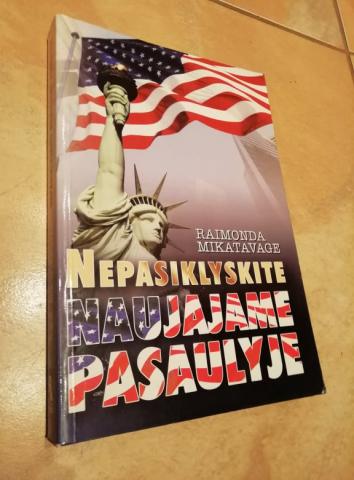 RAIMONDA
MIKATAVAGE
NEPASIKLYSKITE
NAUJAJAME
PASAULYJE